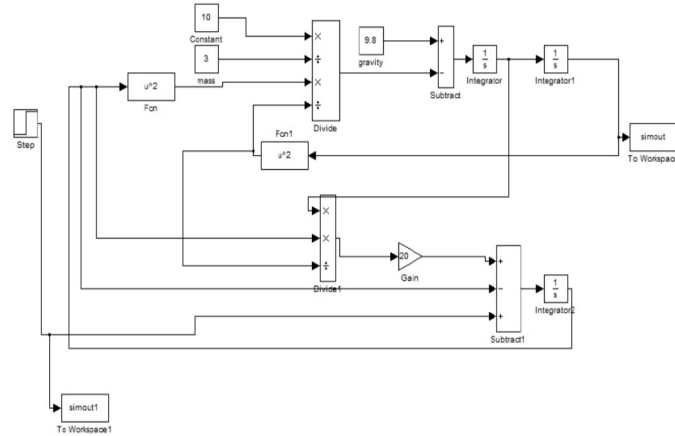 10
Constant
3
mass
u^2
Fcn
×
÷
×
÷
Divide
9.8
gravity
+
−
Subtract
1
s
Integrator
1
s
Integrator1
simout
To Workspac
Step
Fcn1
u^2
×
×
÷
Divide1
20
Gain
+
−
+
Subtract1
1
s
Integrator2
simout1
To Workspace1